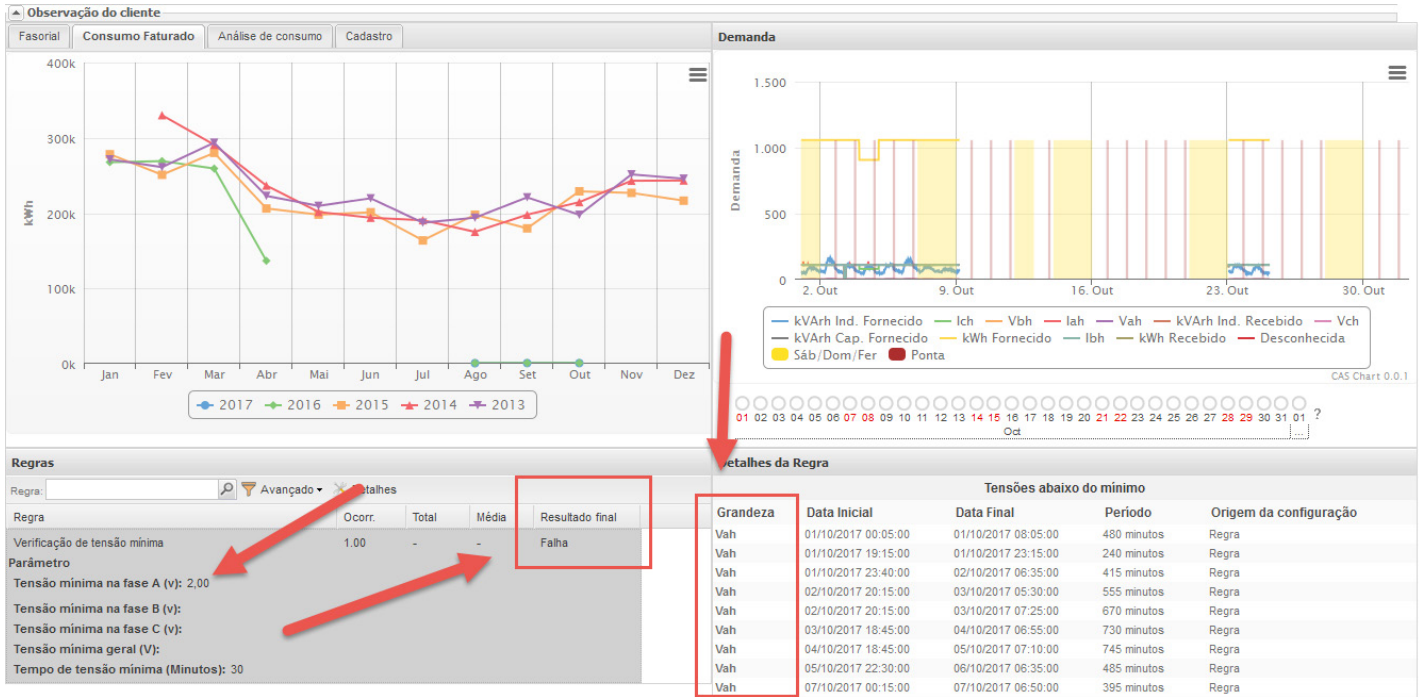 Observação do cliente
Fasorial Consumo Faturado Análise de consumo Cadastro
400k
300k
200k
100k
0k
kWh
Jan Fev Mar Abr Mai Jun Jul Ago Set Out Nov Dez
2017 2016 2015 2014 2013
Demanda
1.500
1.000
500
0
Demanda
2. Out 9. Out 16. Out 23. Out 30. Out
kVArh Ind. Fornecido Ich Vbh Iah Vah kVArh Ind. Recebido Vch
kVArh Cap. Fornecido kWh Fornecido Ibh kWh Recebido Desconhecida
Sáb/Dom/Fer Ponta
CAS Chart 0.0.1
01 02 03 04 05 06 07 08 09 10 11 12 13 14 15 16 17 18 19 20 21 22 23 24 25 26 27 28 29 30 31 01 ?
Oct ...
Regras
Regra: Avançado Detalhes
Regra Ocorr. Total Média Resultado final
Verificação de tensão mínima 1.00 - - Falha
Parâmetro
Tensão mínima na fase A (v): 2,00
Tensão mínima na fase B (v):
Tensão mínima na fase C (v):
Tensão mínima geral (V):
Tempo de tensão mínima (Minutos): 30
Detalhes da Regra
Tensões abaixo do mínimo
Grandeza Data Inicial Data Final Período Origem da configuração
Vah 01/10/2017 00:05:00 01/10/2017 08:05:00 480 minutos Regra
Vah 01/10/2017 19:15:00 01/10/2017 23:15:00 240 minutos Regra
Vah 01/10/2017 23:40:00 02/10/2017 06:35:00 415 minutos Regra
Vah 02/10/2017 20:15:00 03/10/2017 05:30:00 555 minutos Regra
Vah 02/10/2017 20:15:00 03/10/2017 07:25:00 670 minutos Regra
Vah 03/10/2017 18:45:00 04/10/2017 06:55:00 730 minutos Regra
Vah 04/10/2017 18:45:00 05/10/2017 07:10:00 745 minutos Regra
Vah 05/10/2017 22:30:00 06/10/2017 06:35:00 485 minutos Regra
Vah 07/10/2017 00:15:00 07/10/2017 06:50:00 395 minutos Regra